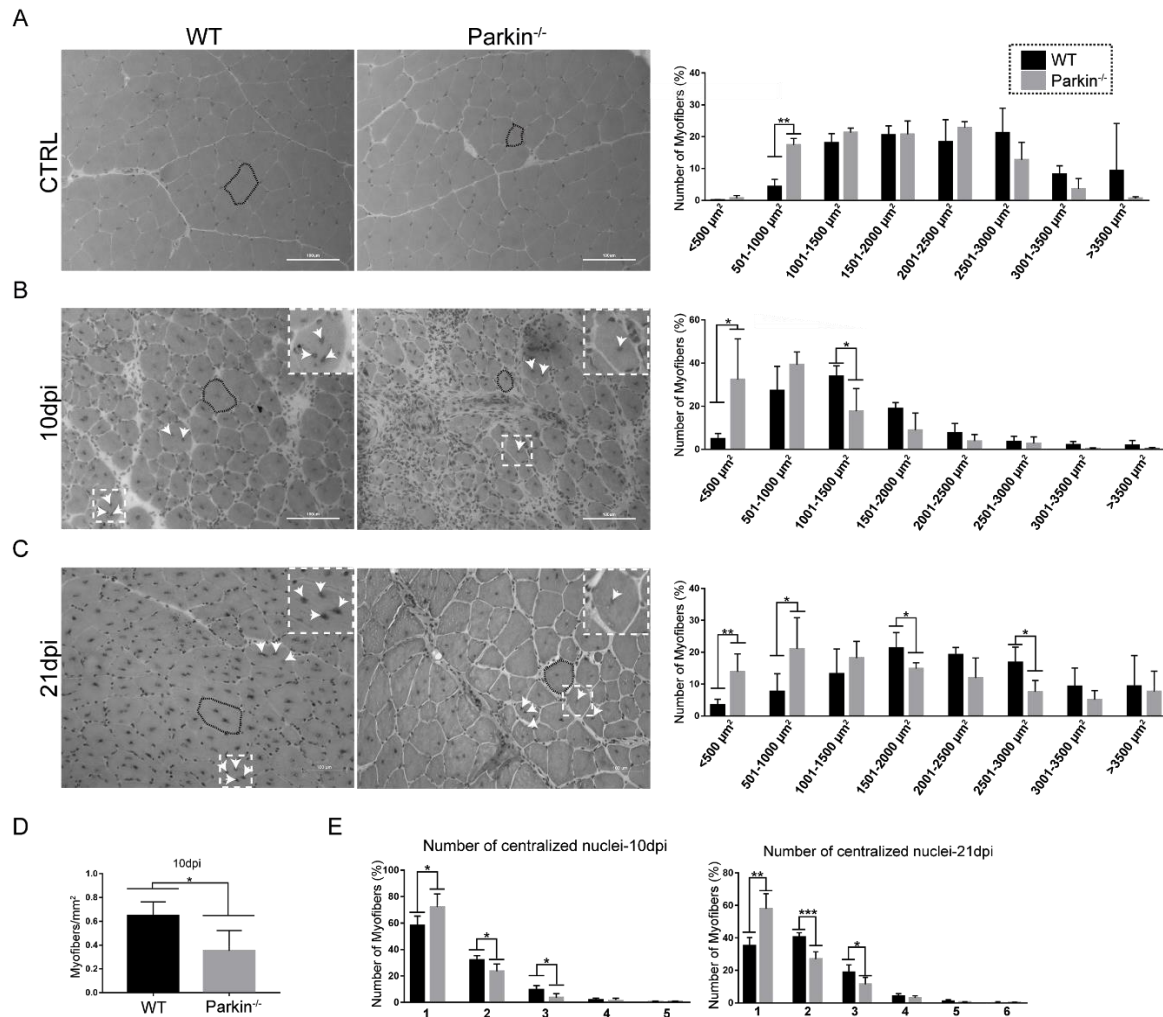 A
WT
Parkin-/-
CTRL
100 µm
WT
Parkin-/-
Number of Myofibers (%)
40
30
20
10
0
**
<500 µm²
501-1000 µm²
1001-1500 µm²
1501-2000 µm²
2001-2500 µm²
2501-3000 µm²
3001-3500 µm²
>3500 µm²
B
10dpi
Number of Myofibers (%)
60
40
20
0
*
*
<500 µm²
501-1000 µm²
1001-1500 µm²
1501-2000 µm²
2001-2500 µm²
2501-3000 µm²
3001-3500 µm²
>3500 µm²
C
21dpi
Number of Myofibers (%)
40
30
20
10
0
**
*
*
*
<500 µm²
501-1000 µm²
1001-1500 µm²
1501-2000 µm²
2001-2500 µm²
2501-3000 µm²
3001-3500 µm²
>3500 µm²
D
10dpi
Myofibers/mm²
1.0
0.8
0.6
0.4
0.2
0.0
*
WT
Parkin-/-
E
Number of centralized nuclei-10dpi
Number of Myofibers (%)
100
80
60
40
20
0
*
*
*
1
2
3
4
5
Number of centralized nuclei-21dpi
Number of Myofibers (%)
80
60
40
20
0
**
***
*
1
2
3
4
5
6